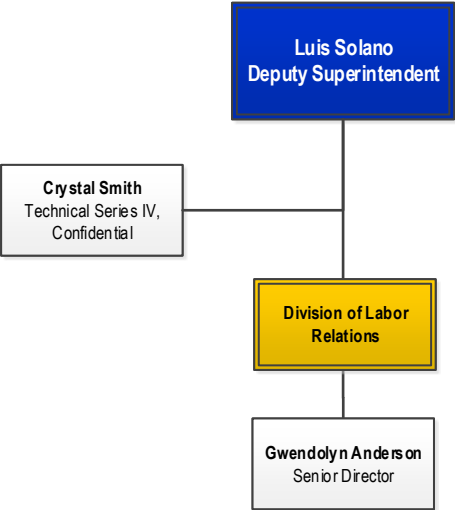 Luis Solano
Deputy Superintendent
Crystal Smith
Technical Series IV,
Confidential
Division of Labor
Relations
Gwendolyn Anderson
Senior Director